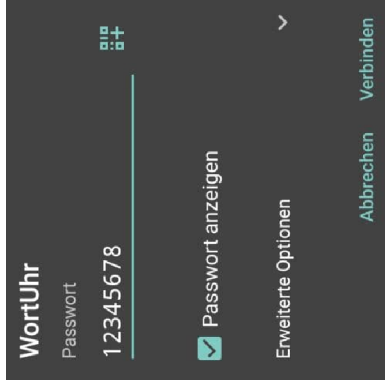 WortUhr
Passwort
12345678
Passwort anzeigen
Erweiterte Optionen
Abbrechen Verbinden